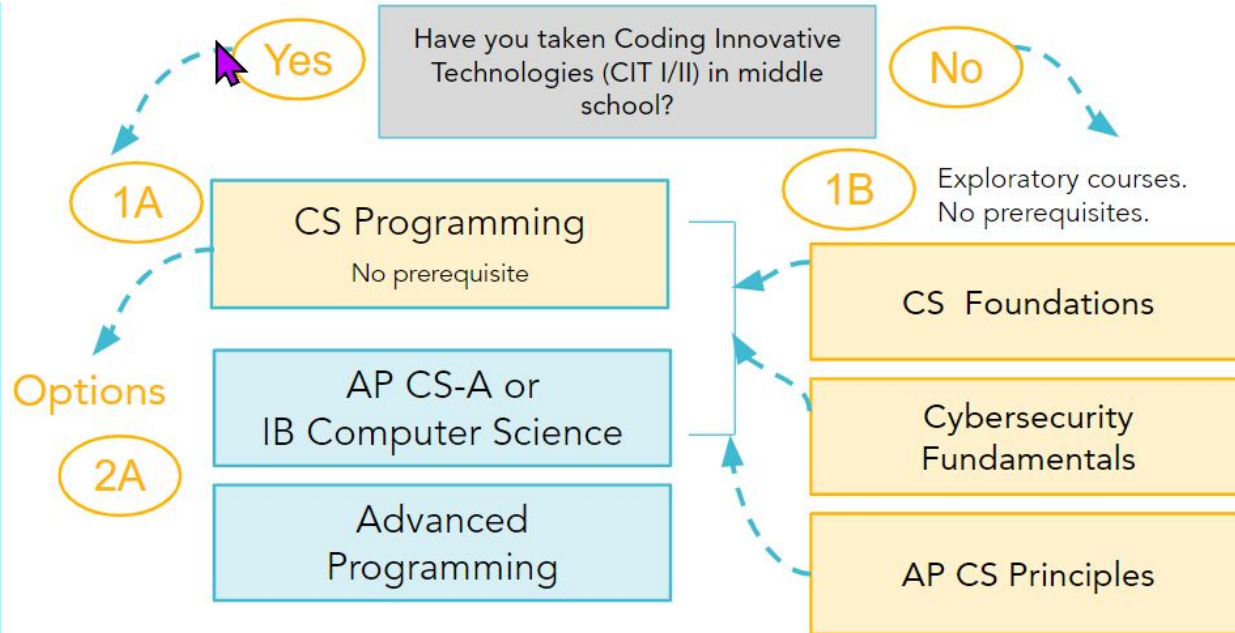 Yes
Have you taken Coding Innovative
Technologies (CIT I/II) in middle
school?
No
1A
CS Programming
No prerequisite
1B
Exploratory courses.
No prerequisites.
CS Foundations
Options
2A
AP CS-A or
IB Computer Science
Cybersecurity
Fundamentals
Advanced
Programming
AP CS Principles